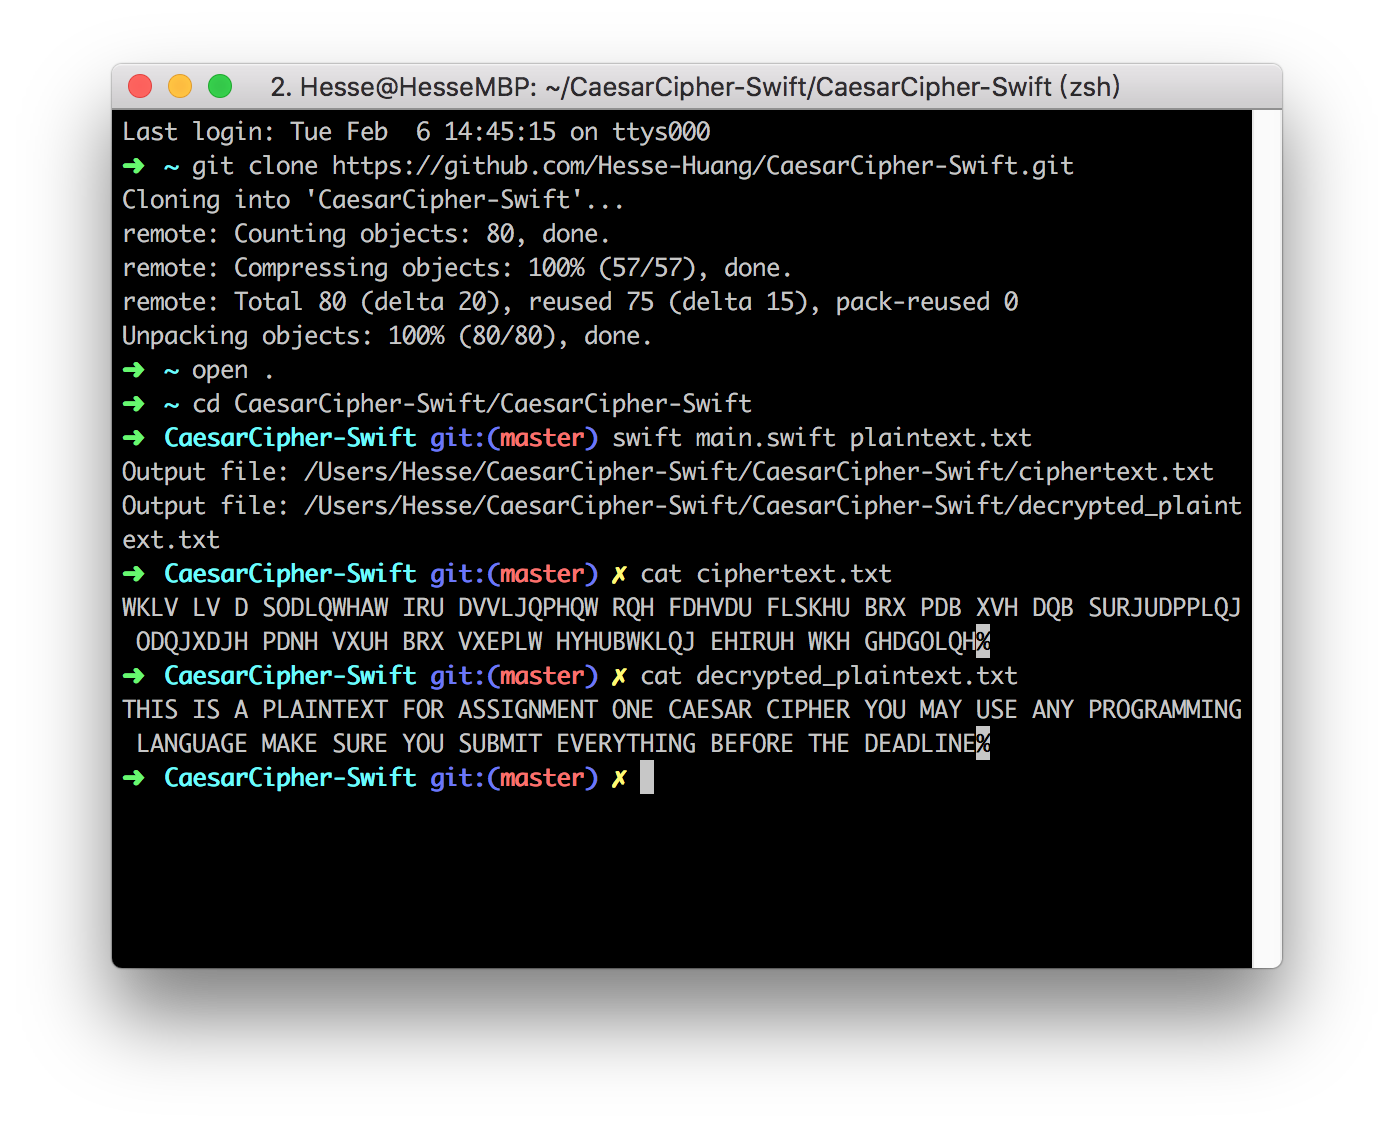 2. Hesse@HesseMBP: ~/CaesarCipher-Swift/CaesarCipher-Swift (zsh)
Last login: Tue Feb  6 14:45:15 on ttys000
➜  ~ git clone https://github.com/Hesse-Huang/CaesarCipher-Swift.git
Cloning into 'CaesarCipher-Swift'...
remote: Counting objects: 80, done.
remote: Compressing objects: 100% (57/57), done.
remote: Total 80 (delta 20), reused 75 (delta 15), pack-reused 0
Unpacking objects: 100% (80/80), done.
➜  ~ open .
➜  ~ cd CaesarCipher-Swift/CaesarCipher-Swift
➜  CaesarCipher-Swift git:(master) swift main.swift plaintext.txt
Output file: /Users/Hesse/CaesarCipher-Swift/CaesarCipher-Swift/ciphertext.txt
Output file: /Users/Hesse/CaesarCipher-Swift/CaesarCipher-Swift/decrypted_plaint
ext.txt
➜  CaesarCipher-Swift git:(master) ✗ cat ciphertext.txt
WKLV LV D SODLQWHAW IRU DVVLJQPHQW RQH FDHVDU FLSKHU BRX PDB XVH DQB SURJUDPPLQJ
 ODQJXDJH PDNH VXUH BRX VXEPLW HYHUBWKLQJ EHIRUH WKH GHDGOLQH%
➜  CaesarCipher-Swift git:(master) ✗ cat decrypted_plaintext.txt
THIS IS A PLAINTEXT FOR ASSIGNMENT ONE CAESAR CIPHER YOU MAY USE ANY PROGRAMMING
 LANGUAGE MAKE SURE YOU SUBMIT EVERYTHING BEFORE THE DEADLINE%
➜  CaesarCipher-Swift git:(master) ✗